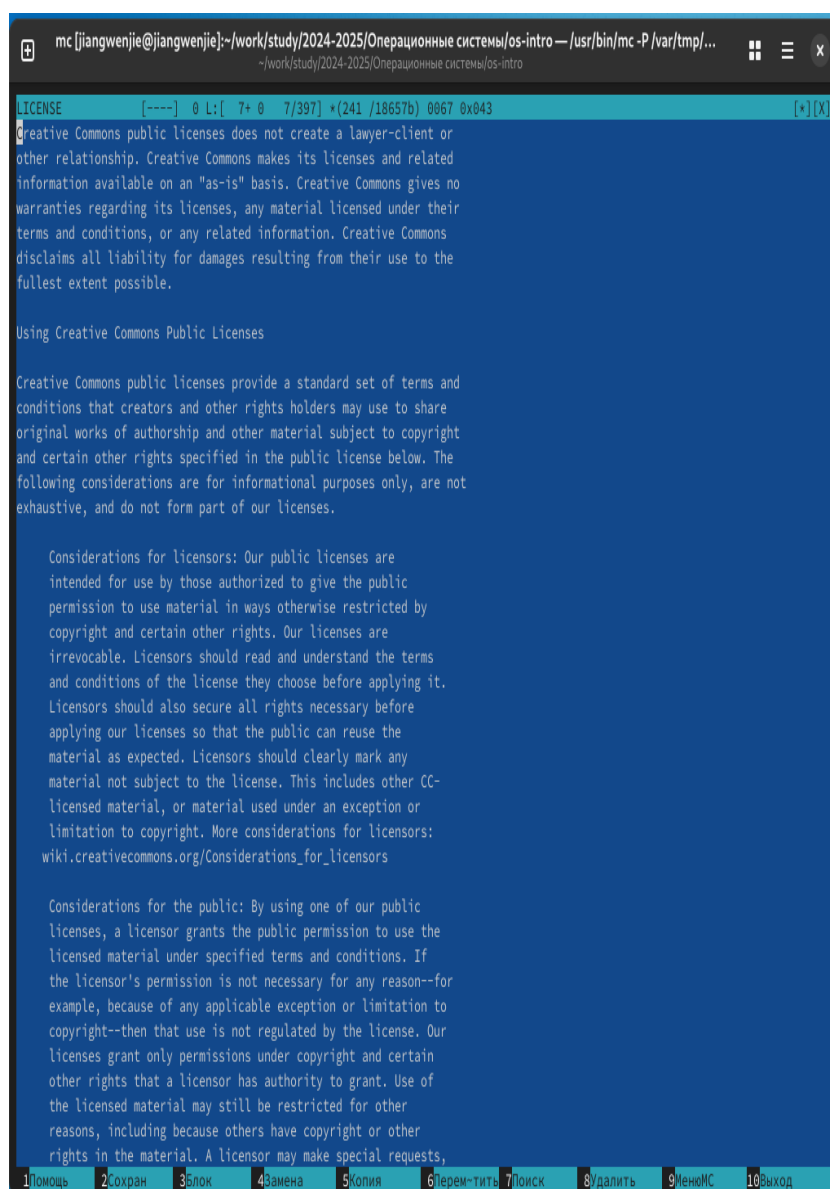 mc [jiangwenjie@jiangwenjie]:~/work/study/2024-2025/Операционные системы/os-intro — /usr/bin/mc -P /var/tmp/...
~/work/study/2024-2025/Операционные системы/os-intro
LICENSE [----] 0 L:[ 7+ 0 7/397] *(241 /18657b) 0067 0x043 [*][X]
Creative Commons public licenses does not create a lawyer-client or
other relationship. Creative Commons makes its licenses and related
information available on an "as-is" basis. Creative Commons gives no
warranties regarding its licenses, any material licensed under their
terms and conditions, or any related information. Creative Commons
disclaims all liability for damages resulting from their use to the
fullest extent possible.
Using Creative Commons Public Licenses
Creative Commons public licenses provide a standard set of terms and
conditions that creators and other rights holders may use to share
original works of authorship and other material subject to copyright
and certain other rights specified in the public license below. The
following considerations are for informational purposes only, are not
exhaustive, and do not form part of our licenses.
Considerations for licensors: Our public licenses are
intended for use by those authorized to give the public
permission to use material in ways otherwise restricted by
copyright and certain other rights. Our licenses are
irrevocable. Licensors should read and understand the terms
and conditions of the license they choose before applying it.
Licensors should also secure all rights necessary before
applying our licenses so that the public can reuse the
material as expected. Licensors should clearly mark any
material not subject to the license. This includes other CC-
licensed material, or material used under an exception or
limitation to copyright. More considerations for licensors:
wiki.creativecommons.org/Considerations_for_licensors
Considerations for the public: By using one of our public
licenses, a licensor grants the public permission to use the
licensed material under specified terms and conditions. If
the licensor's permission is not necessary for any reason--for
example, because of any applicable exception or limitation to
copyright--then that use is not regulated by the license. Our
licenses grant only permissions under copyright and certain
other rights that a licensor has authority to grant. Use of
the licensed material may still be restricted for other
reasons, including because others have copyright or other
rights in the material. A licensor may make special requests,
1Помощь 2Сохран 3Блок 4Замена 5Копия 6Перем~тить 7Поиск 8Удалить 9МенюMC 10Выход